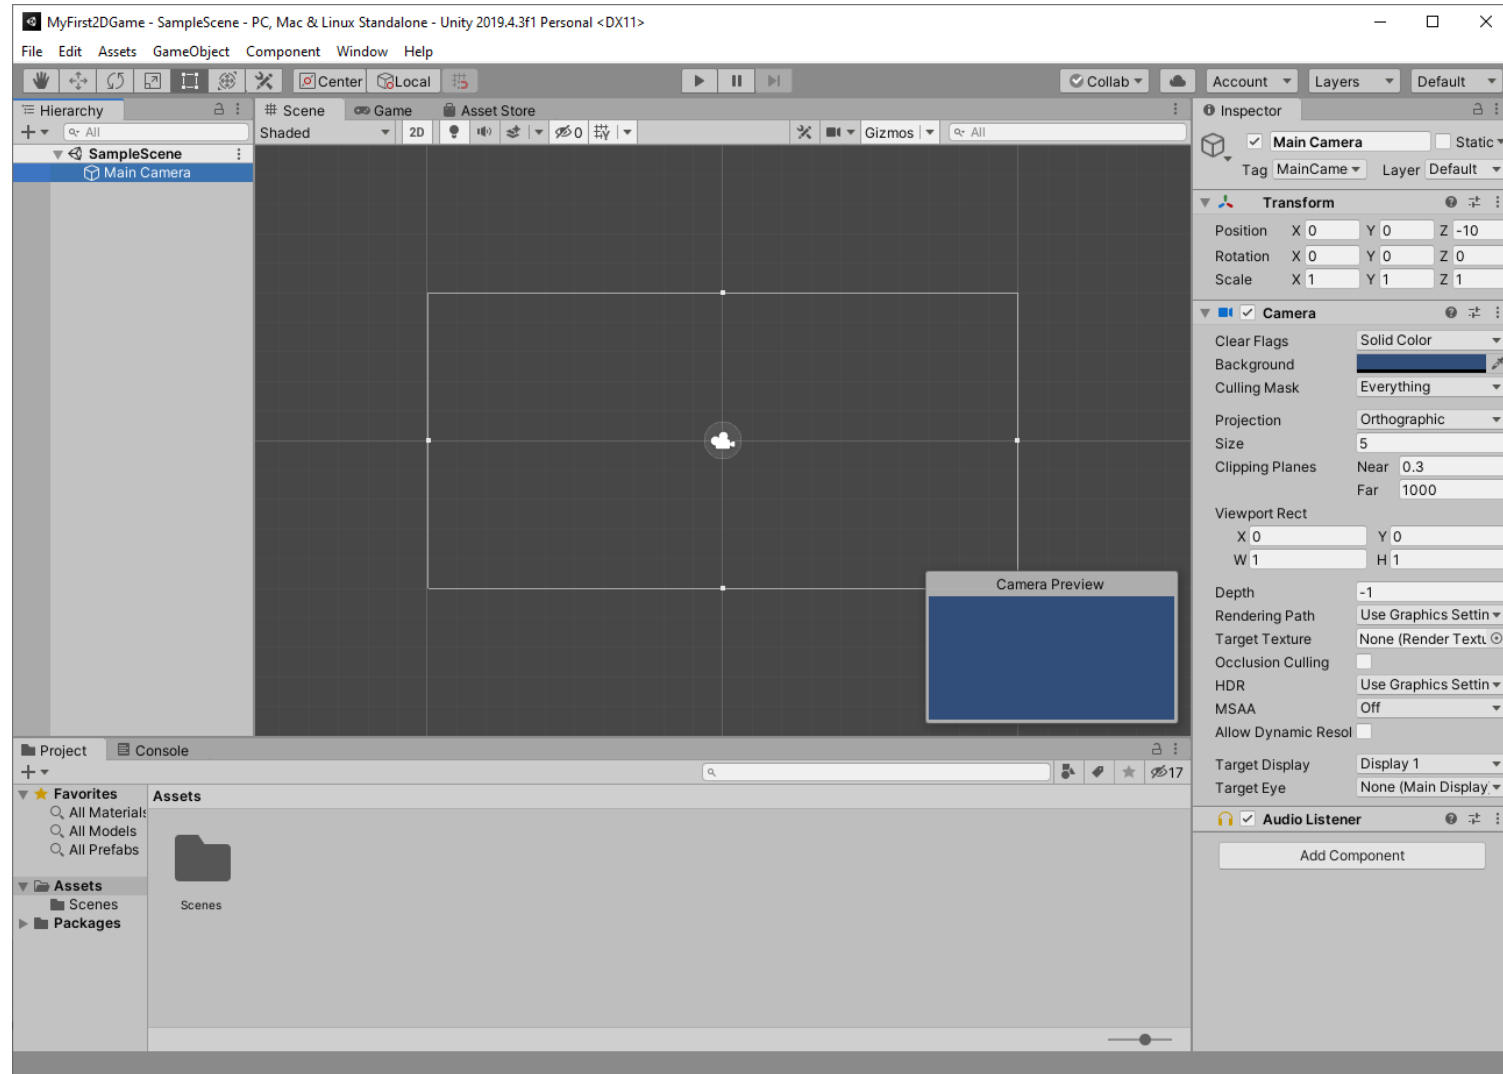 MyFirst2DGame - SampleScene - PC, Mac & Linux Standalone - Unity 2019.4.3f1 Personal <DX11>
File Edit Assets GameObject Component Window Help
Center Local Collab Account Layers Default
Hierarchy
All
SampleScene
Main Camera
Scene Game Asset Store
Shaded 2D 0 Gizmos All
Camera Preview
Inspector
Main Camera Static
Tag MainCame Layer Default
Transform
Position X 0 Y 0 Z -10
Rotation X 0 Y 0 Z 0
Scale X 1 Y 1 Z 1
Camera
Clear Flags Solid Color
Background
Culling Mask Everything
Projection Orthographic
Size 5
Clipping Planes Near 0.3
Far 1000
Viewport Rect
X 0 Y 0
W 1 H 1
Depth -1
Rendering Path Use Graphics Settin
Target Texture None (Render Textu
Occlusion Culling
HDR Use Graphics Settin
MSAA Off
Allow Dynamic Resol
Target Display Display 1
Target Eye None (Main Display)
Audio Listener
Add Component
Project Console
17
Favorites
All Materials
All Models
All Prefabs
Assets
Scenes
Packages
Assets
Scenes